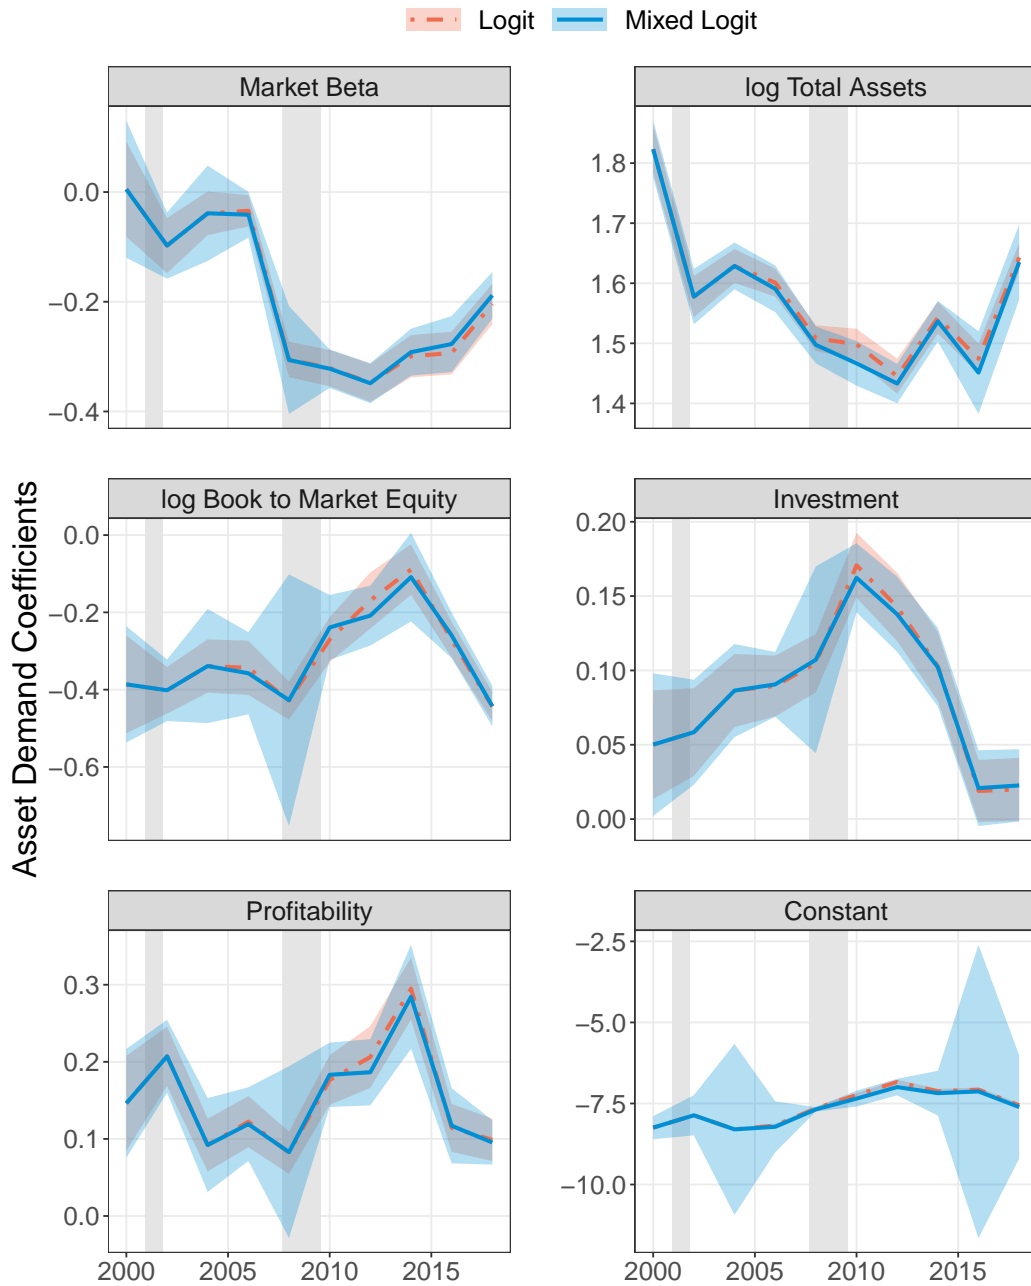 Logit Mixed Logit
Market Beta
0.0
−0.2
−0.4
log Total Assets
1.8
1.7
1.6
1.5
1.4
Asset Demand Coefficients
log Book to Market Equity
0.0
−0.2
−0.4
−0.6
Investment
0.20
0.15
0.10
0.05
0.00
Profitability
0.3
0.2
0.1
0.0
2000 2005 2010 2015
Constant
−2.5
−5.0
−7.5
−10.0
2000 2005 2010 2015